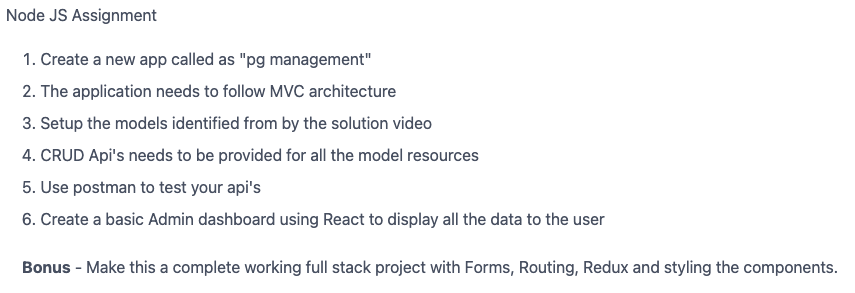 Node JS Assignment
1. Create a new app called as "pg management"
2. The application needs to follow MVC architecture
3. Setup the models identified from by the solution video
4. CRUD Api's needs to be provided for all the model resources
5. Use postman to test your api's
6. Create a basic Admin dashboard using React to display all the data to the user
Bonus - Make this a complete working full stack project with Forms, Routing, Redux and styling the components.